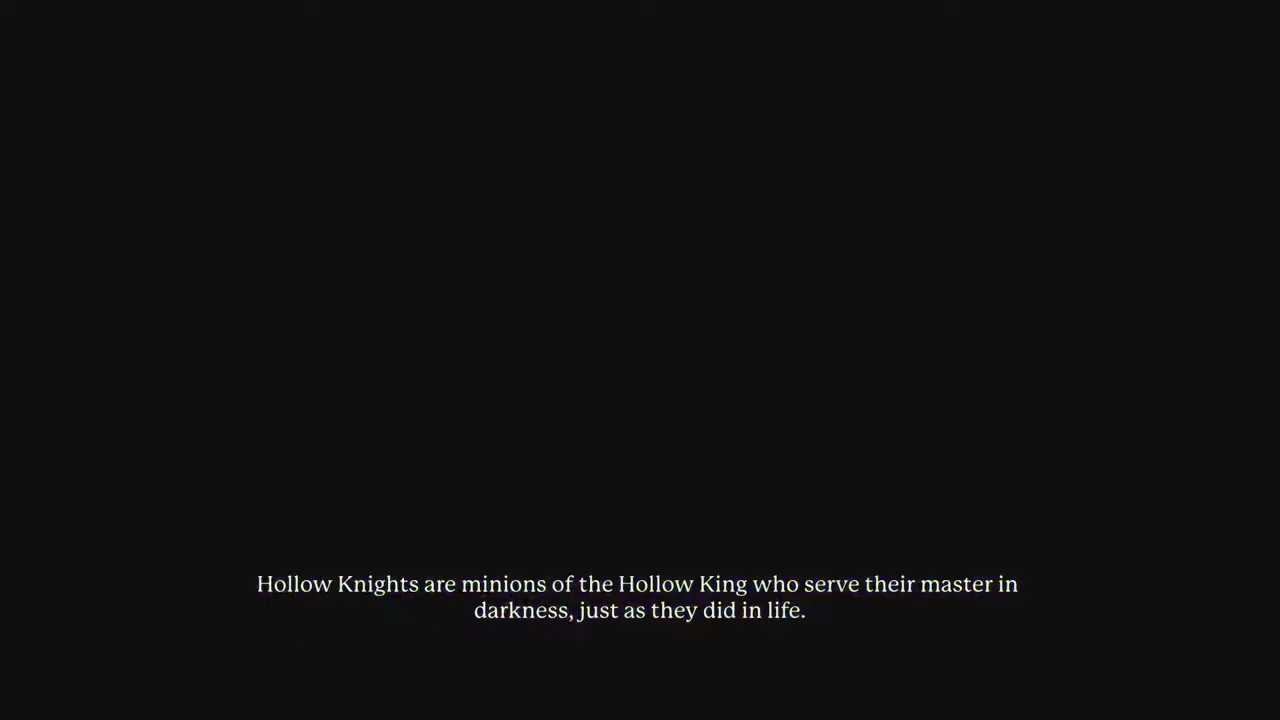 Hollow Knights are minions of the Hollow King who serve their master in
darkness, just as they did in life.